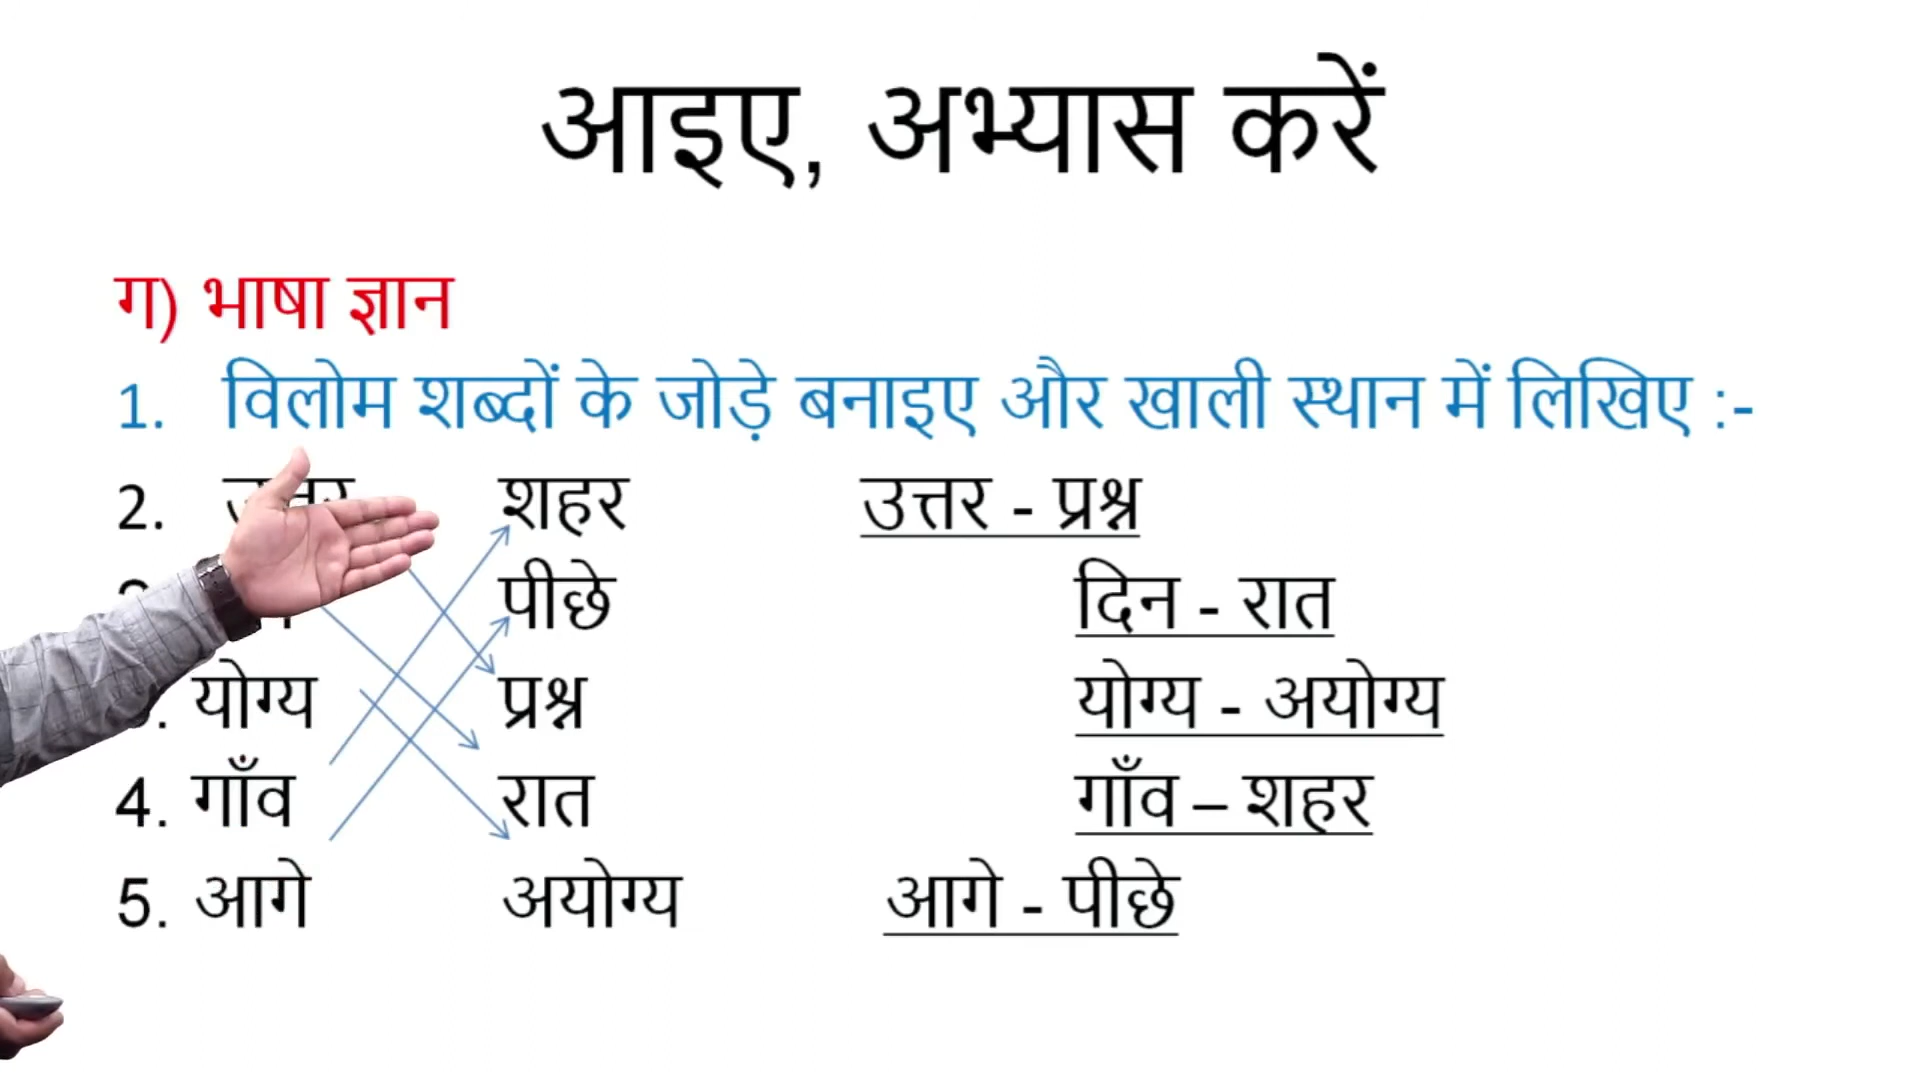 आइए, अभ्यास करें
ग) भाषा ज्ञान
1. विलोम शब्दों के जोड़े बनाइए और खाली स्थान में लिखिए :-
2. शहर उत्तर - प्रश्न
पीछे दिन - रात
योग्य प्रश्न योग्य - अयोग्य
4. गाँव रात गाँव – शहर
5. आगे अयोग्य आगे - पीछे